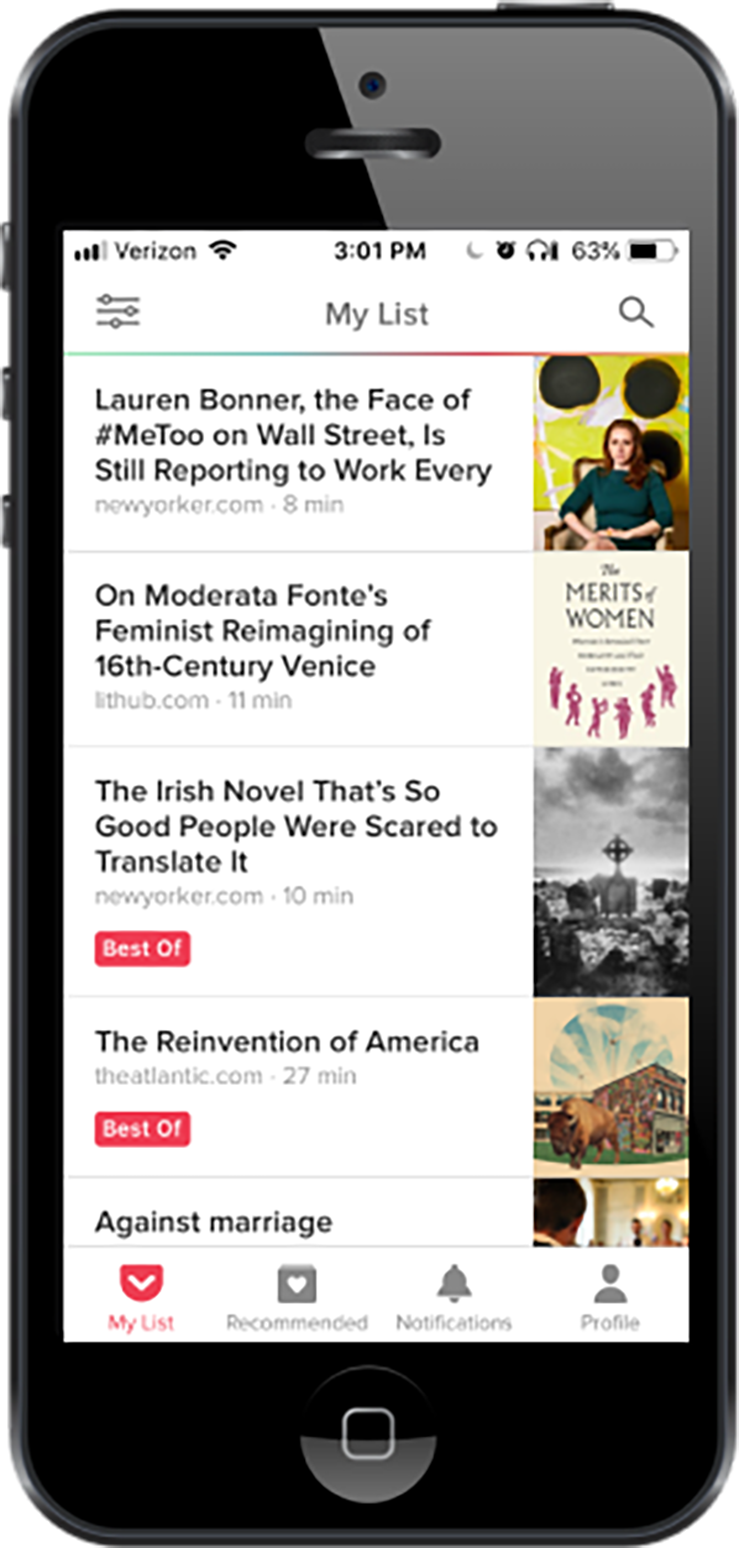 Verizon 3:01 PM 63%
My List
Lauren Bonner, the Face of
#MeToo on Wall Street, Is
Still Reporting to Work Every
newyorker.com · 8 min
The
MERITS of
WOMEN
On Moderata Fonte's
Feminist Reimagining of
16th-Century Venice
lithub.com · 11 min
The Irish Novel That's So
Good People Were Scared to
Translate It
newyorker.com · 10 min
Best Of
The Reinvention of America
theatlantic.com · 27 min
Best Of
Against marriage
My List Recommended Notifications Profile